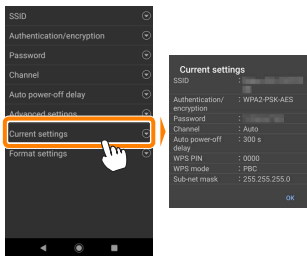 SSID
Authentication/encryption
Password
Channel
Auto power-off delay
Advanced settings
Current settings
Format settings
Current settings
SSID :
Authentication/ : WPA2-PSK-AES
encryption
Password :
Channel : Auto
Auto power-off : 300 s
delay
WPS PIN : 0000
WPS mode : PBC
Sub-net mask : 255.255.255.0
OK